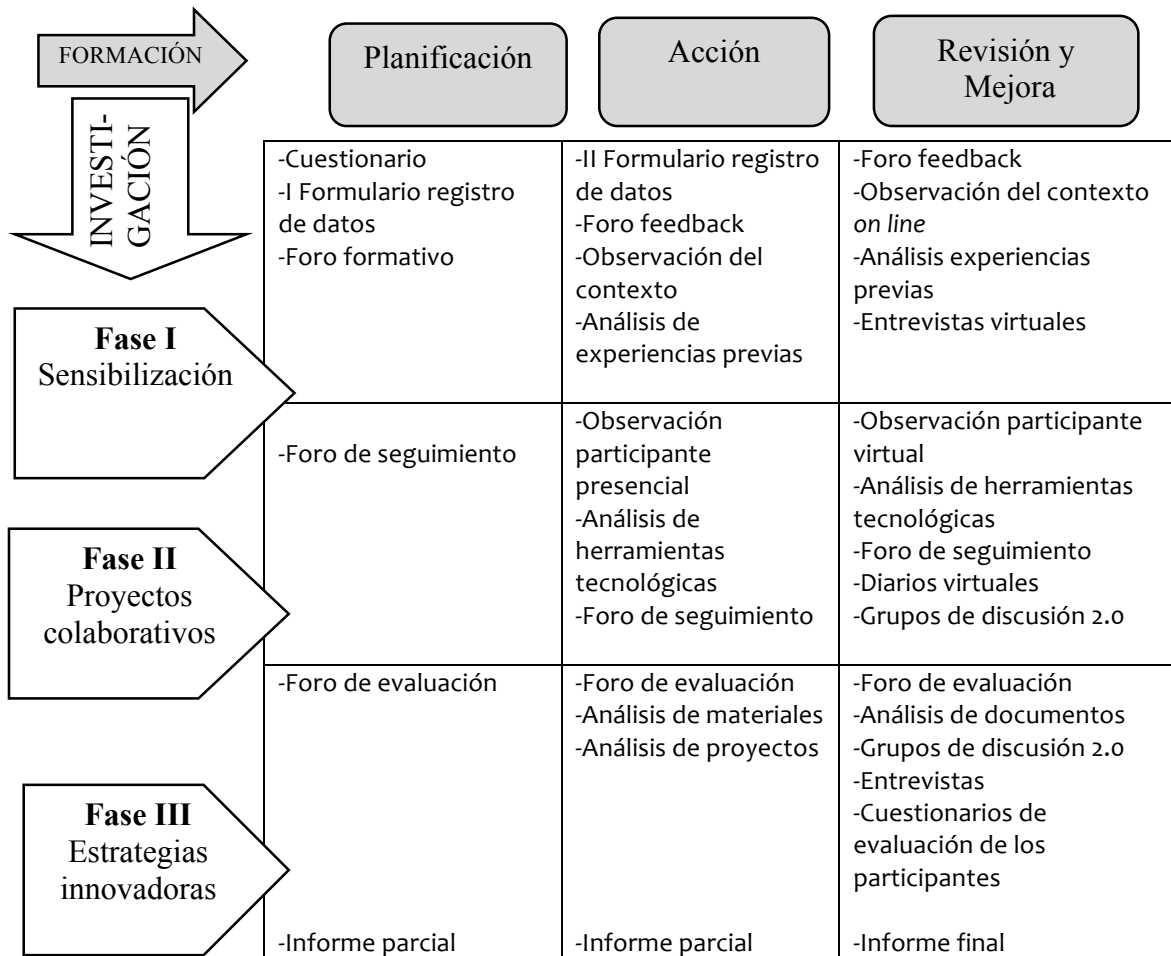 FORMACIÓN
Planificación
Acción
Revisión y
Mejora
INVESTI-
GACIÓN
-Cuestionario
-I Formulario registro
de datos
-Foro formativo
-II Formulario registro
de datos
-Foro feedback
-Observación del
contexto
-Análisis de
experiencias previas
-Foro feedback
-Observación del contexto
on line
-Análisis experiencias
previas
-Entrevistas virtuales
Fase I
Sensibilización
-Foro de seguimiento
-Observación
participante
presencial
-Análisis de
herramientas
tecnológicas
-Foro de seguimiento
-Observación participante
virtual
-Análisis de herramientas
tecnológicas
-Foro de seguimiento
-Diarios virtuales
-Grupos de discusión 2.0
Fase II
Proyectos
colaborativos
-Foro de evaluación
-Foro de evaluación
-Análisis de materiales
-Análisis de proyectos
-Foro de evaluación
-Análisis de documentos
-Grupos de discusión 2.0
-Entrevistas
-Cuestionarios de
evaluación de los
participantes
Fase III
Estrategias
innovadoras
-Informe parcial
-Informe parcial
-Informe final